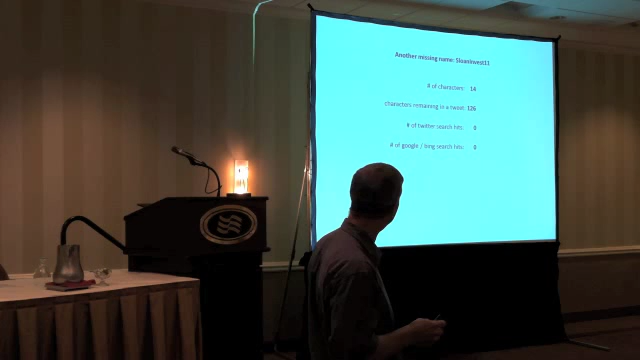 Another missing name: Sloaniiwest11
# of characters: 14
characters remaining in a tweet: 126
# of twitter search hits: 0
# of google / bing search hits: 0